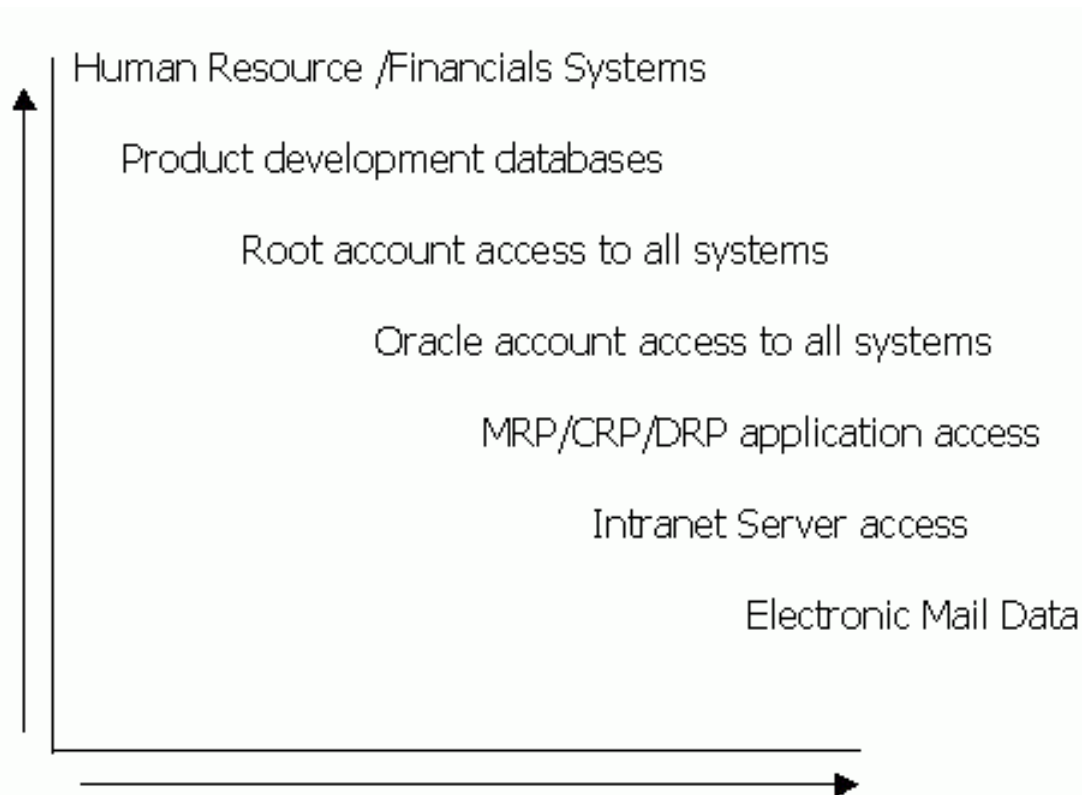 Human Resource /Financials Systems
Product development databases
Root account access to all systems
Oracle account access to all systems
MRP/CRP/DRP application access
Intranet Server access
Electronic Mail Data